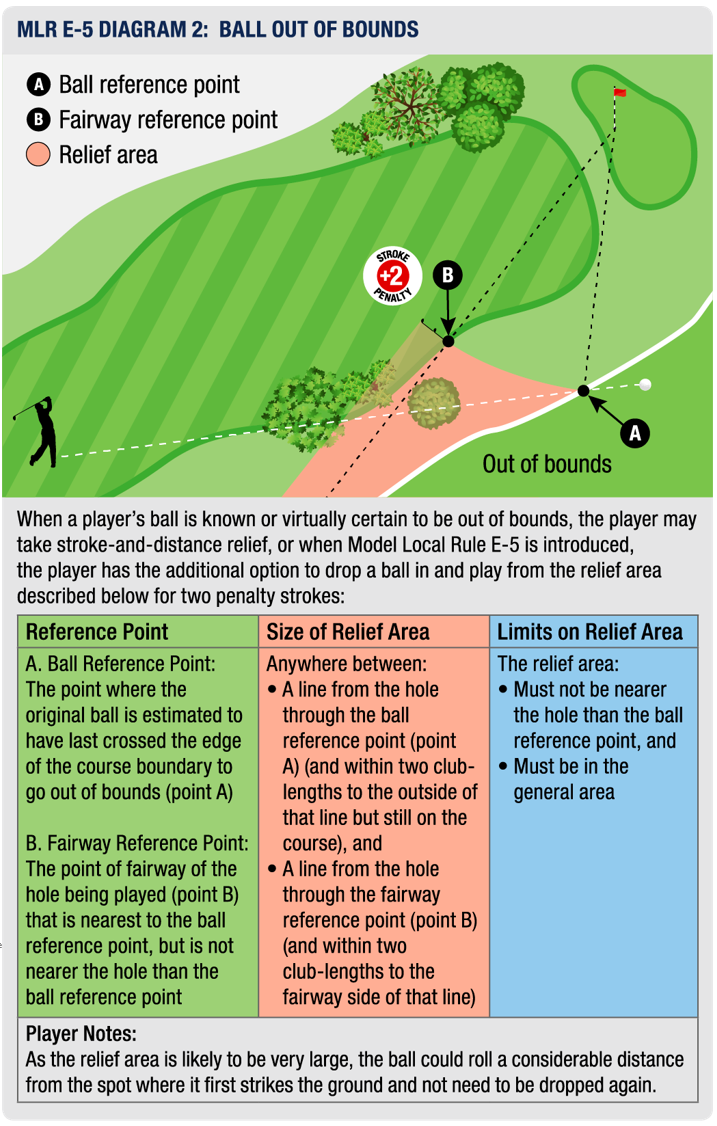 MLR E-5 DIAGRAM 2: BALL OUT OF BOUNDS
A Ball reference point
B Fairway reference point
Relief area
STROKE
+2
PENALTY
B
A
Out of bounds
When a player's ball is known or virtually certain to be out of bounds, the player may
take stroke-and-distance relief, or when Model Local Rule E-5 is introduced,
the player has the additional option to drop a ball in and play from the relief area
described below for two penalty strokes:
Reference Point
A. Ball Reference Point:
The point where the
original ball is estimated to
have last crossed the edge
of the course boundary to
go out of bounds (point A)
B. Fairway Reference Point:
The point of fairway of the
hole being played (point B)
that is nearest to the ball
reference point, but is not
nearer the hole than the
ball reference point
Size of Relief Area
Anywhere between:
• A line from the hole
through the ball
reference point (point
A) (and within two club-
lengths to the outside of
that line but still on the
course), and
• A line from the hole
through the fairway
reference point (point B)
(and within two
club-lengths to the
fairway side of that line)
Limits on Relief Area
The relief area:
• Must not be nearer
the hole than the ball
reference point, and
• Must be in the
general area
Player Notes:
As the relief area is likely to be very large, the ball could roll a considerable distance
from the spot where it first strikes the ground and not need to be dropped again.